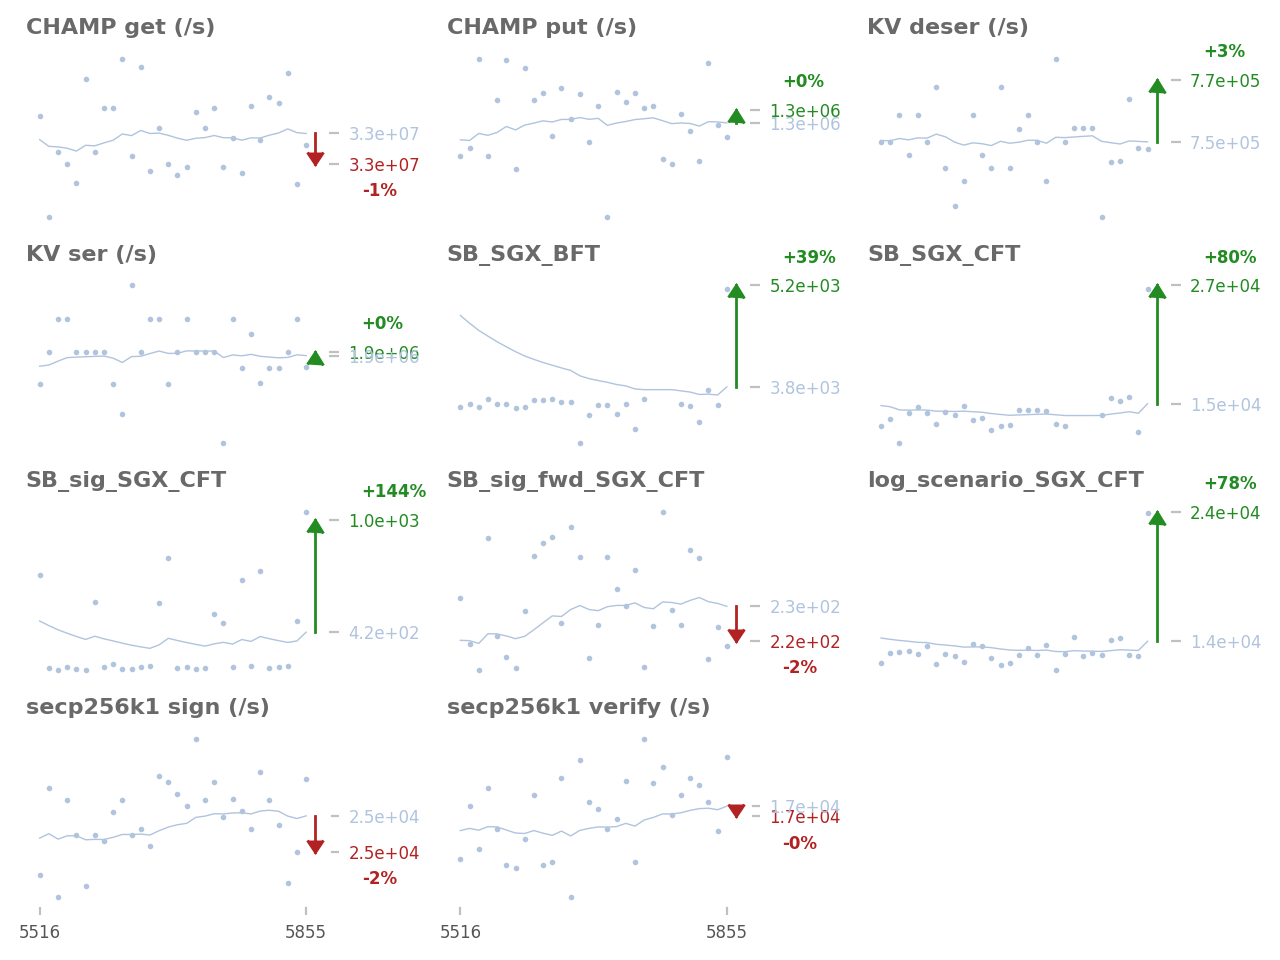 CHAMP get (/s)
3.3e+07
3.3e+07
-1%
CHAMP put (/s)
+0%
1.3e+06
1.3e+06
KV deser (/s)
+3%
7.7e+05
7.5e+05
KV ser (/s)
+0%
1.9e+06
1.9e+06
SB_SGX_BFT
+39%
5.2e+03
3.8e+03
SB_SGX_CFT
+80%
2.7e+04
1.5e+04
SB_sig_SGX_CFT
+144%
1.0e+03
4.2e+02
SB_sig_fwd_SGX_CFT
2.3e+02
2.2e+02
-2%
log_scenario_SGX_CFT
+78%
2.4e+04
1.4e+04
secp256k1 sign (/s)
2.5e+04
2.5e+04
-2%
5516
5855
secp256k1 verify (/s)
1.7e+04
1.7e+04
-0%
5516
5855